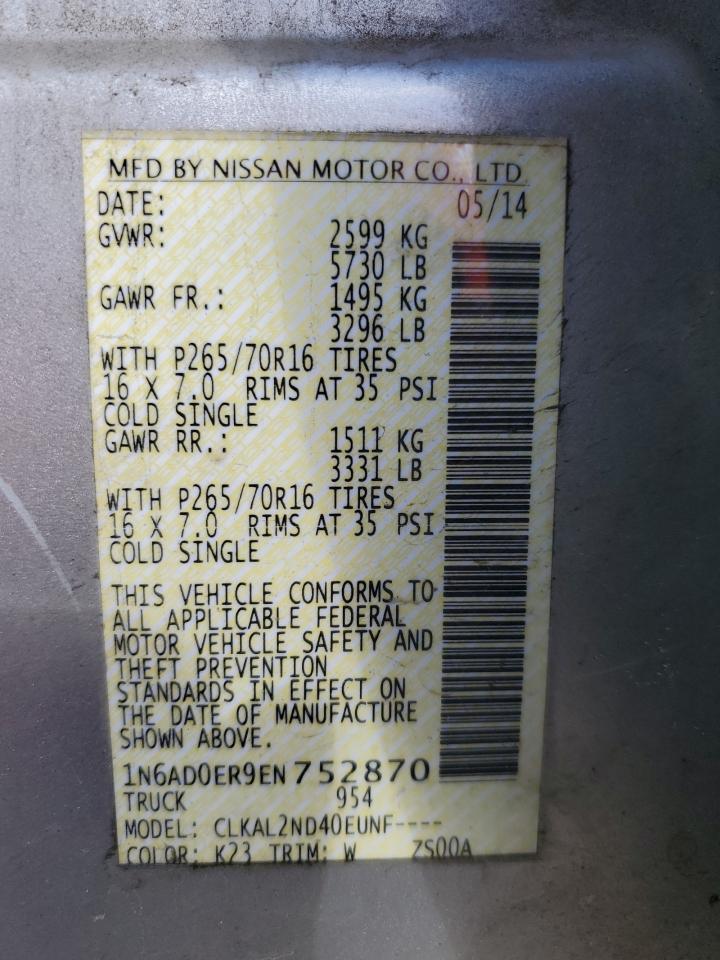 MFD BY NISSAN MOTOR CO., LTD.
DATE: 05/14
GVWR: 2599 KG
5730 LB
GAWR FR.: 1495 KG
3296 LB
WITH P265/70R16 TIRES
16 X 7.0 RIMS AT 35 PSI
COLD SINGLE
GAWR RR.: 1511 KG
3331 LB
WITH P265/70R16 TIRES
16 X 7.0 RIMS AT 35 PSI
COLD SINGLE
THIS VEHICLE CONFORMS TO
ALL APPLICABLE FEDERAL
MOTOR VEHICLE SAFETY AND
THEFT PREVENTION
STANDARDS IN EFFECT ON
THE DATE OF MANUFACTURE
SHOWN ABOVE.
1N6AD0ER9EN752870
TRUCK 954
MODEL: CLKAL2ND40EUNF----
COLOR: K23 TRIM: W ZS00A